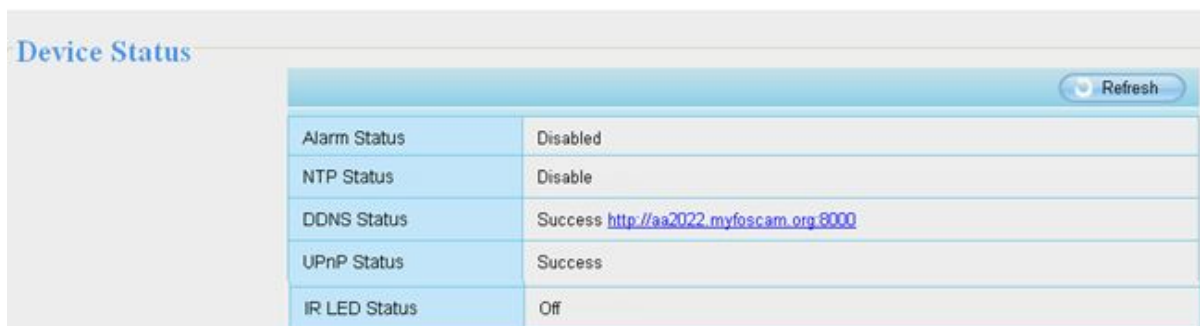 Device Status
Refresh
Alarm Status Disabled
NTP Status Disable
DDNS Status Success http://aa2022.myfoscam.org:8000
UPnP Status Success
IR LED Status Off